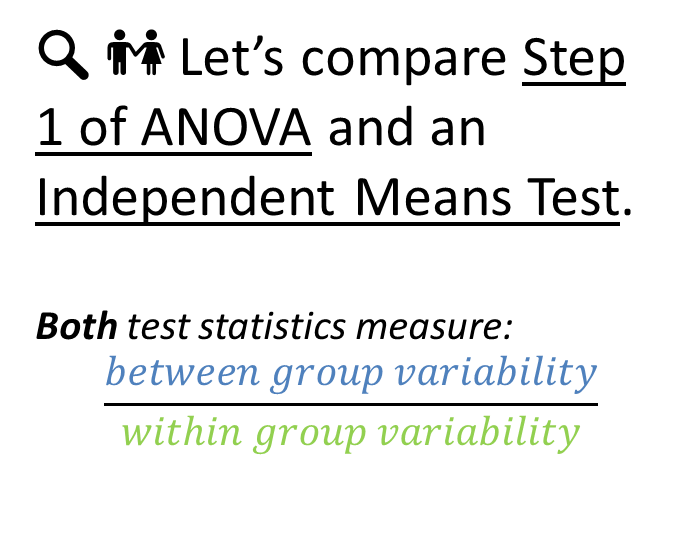 Let’s compare Step
1 of ANOVA and an
Independent Means Test.
Both test statistics measure:
between group variability
within group variability